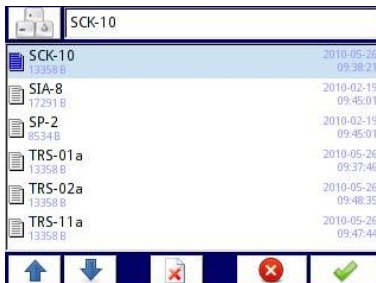 SCK-10
SCK-10 2010-05-26
13358 B 09:38:21
SIA-8 2010-02-19
17291 B 09:45:01
SP-2 2010-02-19
8534 B 09:45:01
TRS-01a 2010-05-26
13358 B 09:37:46
TRS-02a 2010-05-26
13358 B 09:48:35
TRS-11a 2010-05-26
13358 B 09:47:44